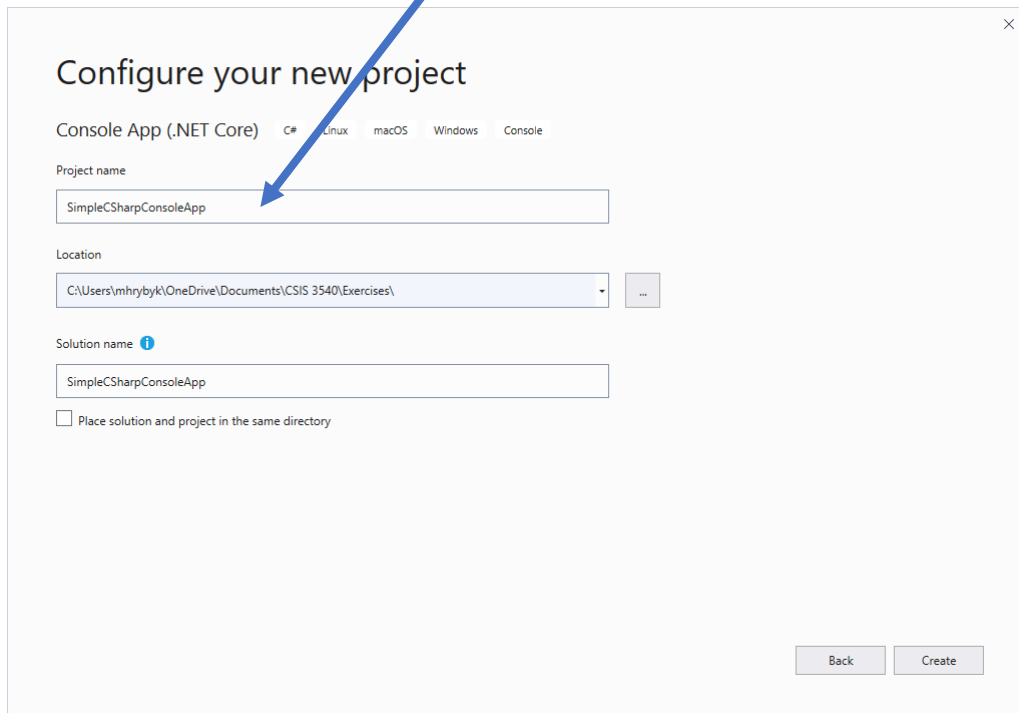 Configure your new project
Console App (.NET Core) C# Linux macOS Windows Console
Project name
SimpleCSharpConsoleApp
Location
C:\Users\mhrybyk\OneDrive\Documents\CSIS 3540\Exercises\
...
Solution name
SimpleCSharpConsoleApp
Place solution and project in the same directory
Back Create